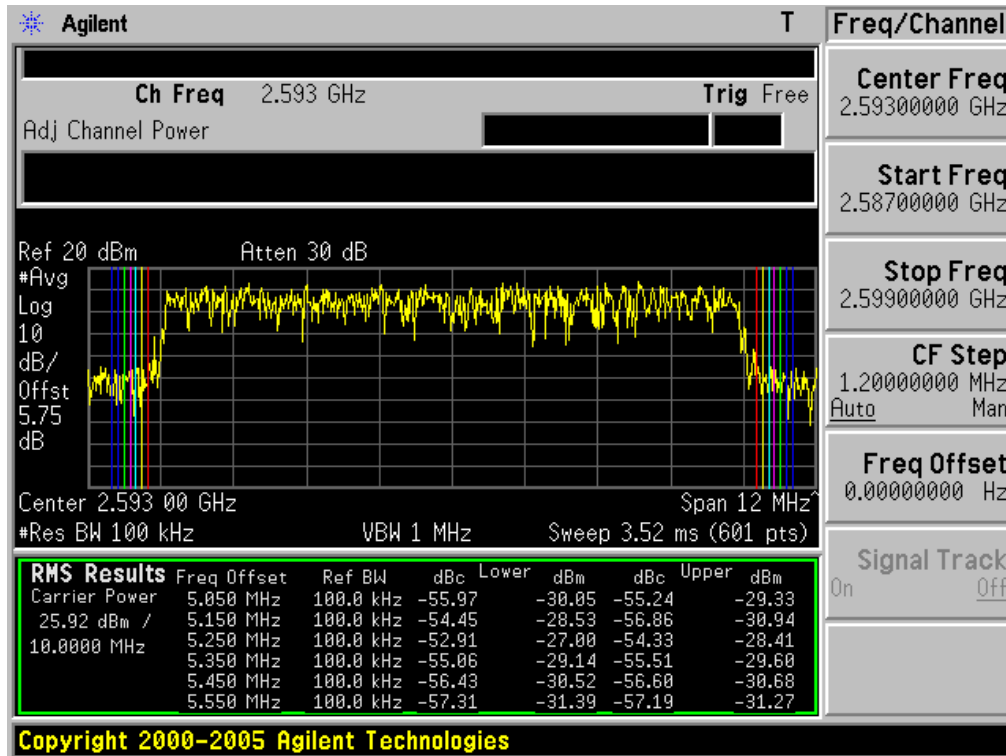 Agilent T Freq/Channel
Ch Freq 2.593 GHz Trig Free
Adj Channel Power
Center Freq
2.59300000 GHz
Start Freq
2.58700000 GHz
Stop Freq
2.59900000 GHz
CF Step
1.20000000 MHz
Auto Man
Freq Offset
0.00000000 Hz
Signal Track
On Off
Ref 20 dBm Atten 30 dB
#Avg
Log
10
dB/
Offst
5.75
dB
Center 2.593 00 GHz Span 12 MHz^
#Res BW 100 kHz VBW 1 MHz Sweep 3.52 ms (601 pts)
RMS Results Freq Offset Ref BW dBc Lower dBm dBc Upper dBm
Carrier Power 5.050 MHz 100.0 kHz -55.97 -30.05 -55.24 -29.33
25.92 dBm / 5.150 MHz 100.0 kHz -54.45 -28.53 -56.86 -30.94
10.0000 MHz 5.250 MHz 100.0 kHz -52.91 -27.00 -54.33 -28.41
5.350 MHz 100.0 kHz -55.06 -29.14 -55.51 -29.60
5.450 MHz 100.0 kHz -56.43 -30.52 -56.60 -30.68
5.550 MHz 100.0 kHz -57.31 -31.39 -57.19 -31.27
Copyright 2000-2005 Agilent Technologies